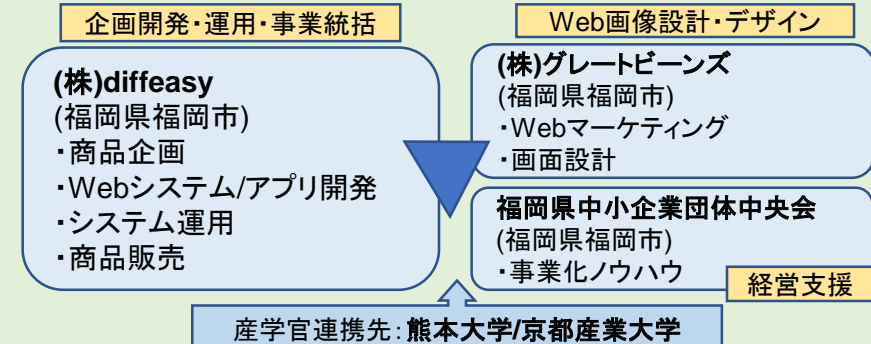 企画開発・運用・事業統括
(株)diffeasy
(福岡県福岡市)
・商品企画
・Webシステム/アプリ開発
・システム運用
・商品販売
Web画像設計・デザイン
(株)グレートビーンズ
(福岡県福岡市)
・Webマーケティング
・画面設計
福岡県中小企業団体中央会
(福岡県福岡市)
・事業化ノウハウ
経営支援
産学官連携先:熊本大学/京都産業大学